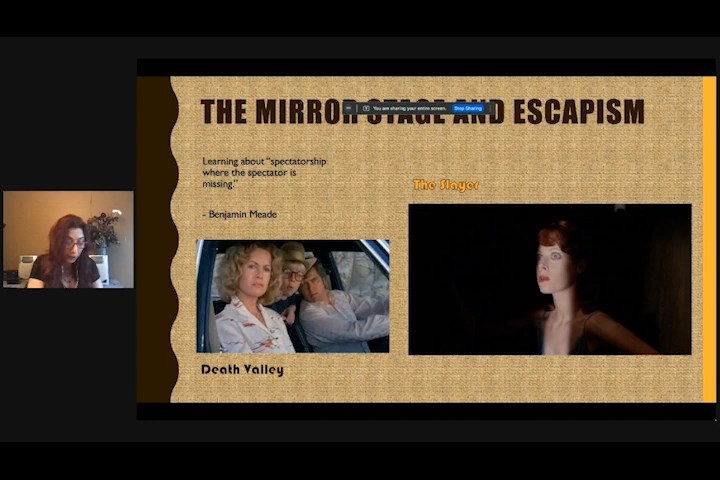 THE MIRROR STAGE AND ESCAPISM
You are sharing your entire screen. Stop Sharing
Learning about "spectatorship
where the spectator is
missing."
- Benjamin Meade
The Slayer
Death Valley